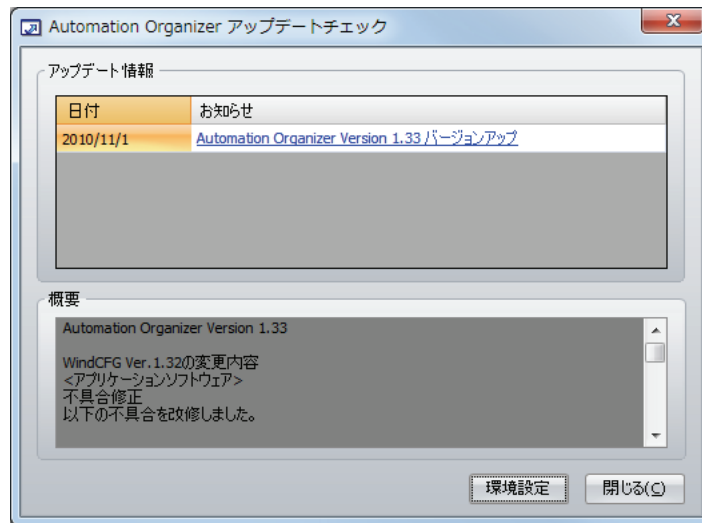 Automation Organizer アップデートチェック
アップデート情報
日付 お知らせ
2010/11/1 Automation Organizer Version 1.33 バージョンアップ
概要
Automation Organizer Version 1.33
WindCFG Ver.1.32の変更内容
<アプリケーションソフトウェア>
不具合修正
以下の不具合を改修しました。
環境設定 閉じる(C)